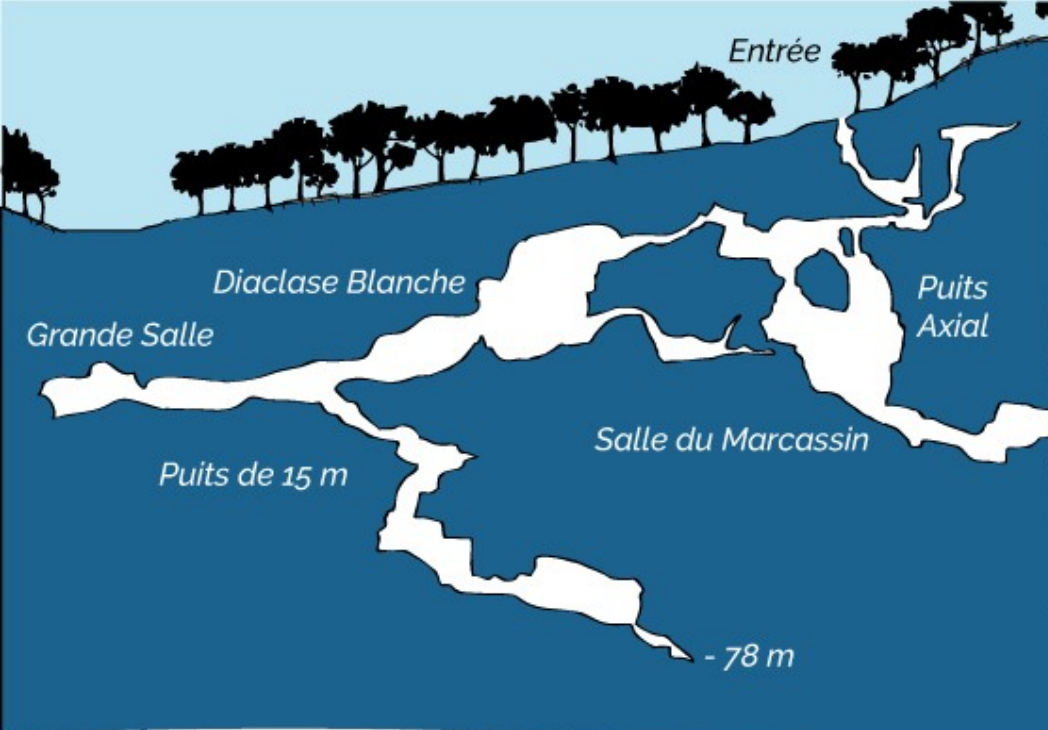 Entrée
Diaclase Blanche
Puits
Axial
Grande Salle
Salle du Marcassin
Puits de 15 m
- 78 m